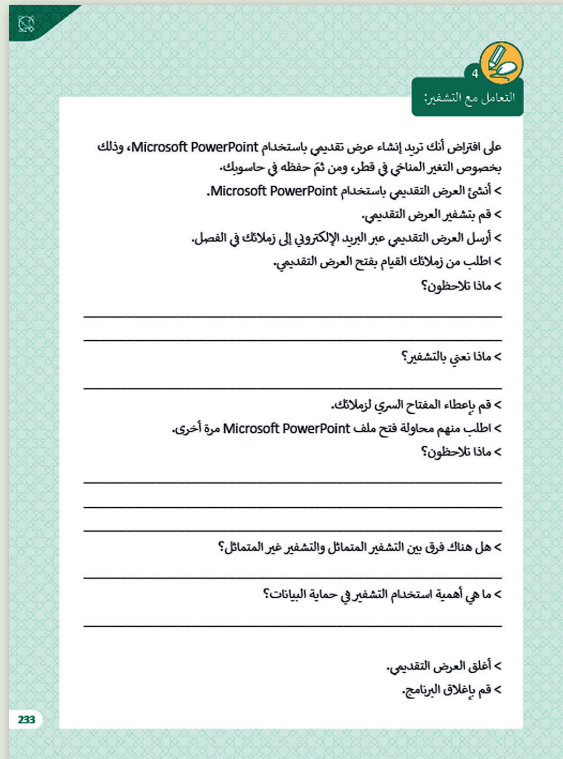 4
التعامل مع التشفير:
على افتراض أنك تريد إنشاء عرض تقديمي باستخدام Microsoft PowerPoint، وذلك
بخصوص التغير المناخي في قطر، ومن ثمّ حفظه في حاسوبك.
> أنشئ العرض التقديمي باستخدام Microsoft PowerPoint.
> قم بتشفير العرض التقديمي.
> أرسل العرض التقديمي عبر البريد الإلكتروني إلى زملائك في الفصل.
> اطلب من زملائك القيام بفتح العرض التقديمي.
> ماذا تلاحظون؟
> ماذا نعني بالتشفير؟
> قم بإعطاء المفتاح السري لزملائك.
> اطلب منهم محاولة فتح ملف Microsoft PowerPoint مرة أخرى.
> ماذا تلاحظون؟
> هل هناك فرق بين التشفير المتماثل والتشفير غير المتماثل؟
> ما هي أهمية استخدام التشفير في حماية البيانات؟
> أغلق العرض التقديمي.
> قم بإغلاق البرنامج.
233